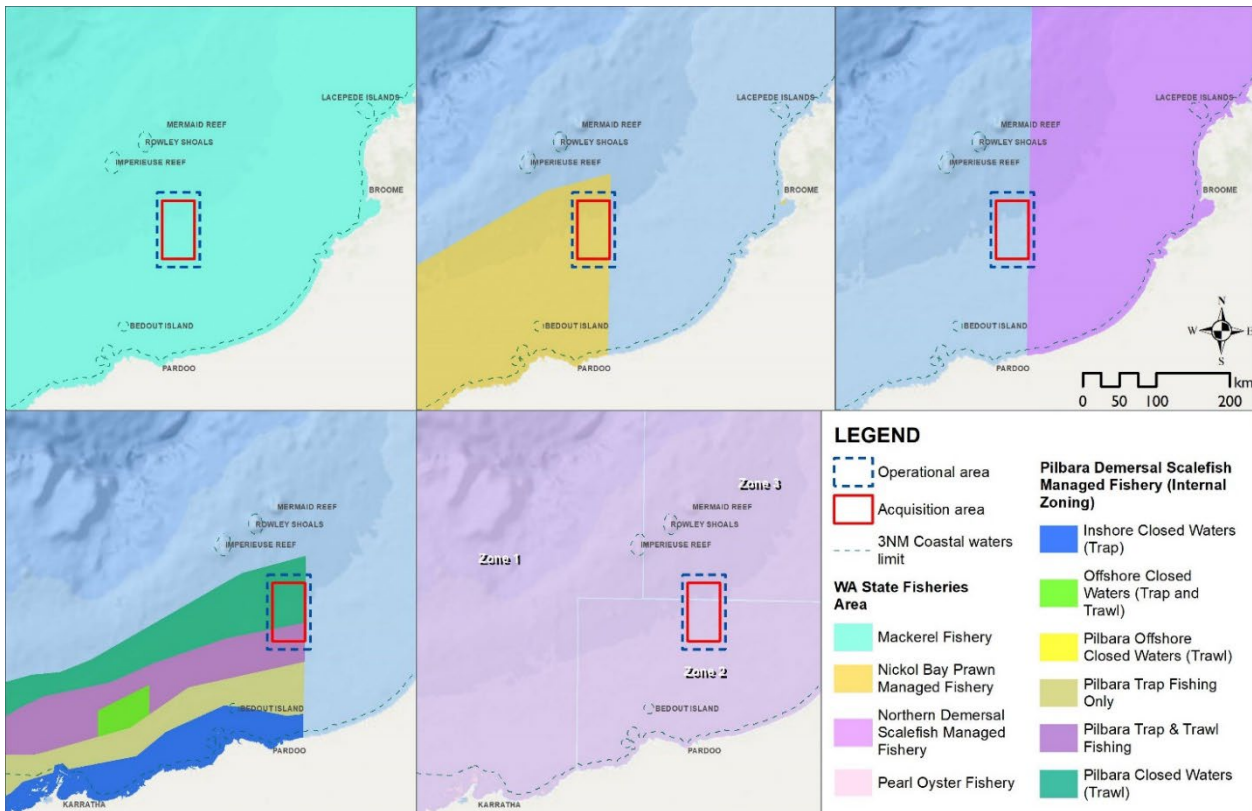 LACEPEDE ISLANDS
MERMAID REEF
ROWLEY SHOALS
IMPERIEUSE REEF
BROOME
BEDOUT ISLAND
PARDOO
LACEPEDE ISLANDS
MERMAID REEF
ROWLEY SHOALS
IMPERIEUSE REEF
BROOME
BEDOUT ISLAND
PARDOO
LACEPEDE ISLANDS
MERMAID REEF
ROWLEY SHOALS
IMPERIEUSE REEF
BROOME
BEDOUT ISLAND
PARDOO
N
W E
S
km
0 50 100 200
MERMAID REEF
ROWLEY SHOALS
IMPERIEUSE REEF
BEDOUT ISLAND
PARDOO
KARRATHA
Zone 3
MERMAID REEF
ROWLEY SHOALS
IMPERIEUSE REEF
Zone 1
Zone 2
BEDOUT ISLAND
PARDOO
KARRATHA
LEGEND
Operational area
Acquisition area
3NM Coastal waters
limit
WA State Fisheries
Area
Mackerel Fishery
Nickol Bay Prawn
Managed Fishery
Northern Demersal
Scalefish Managed
Fishery
Pearl Oyster Fishery
Pilbara Demersal Scalefish
Managed Fishery (Internal
Zoning)
Inshore Closed Waters
(Trap)
Offshore Closed
Waters (Trap and
Trawl)
Pilbara Offshore
Closed Waters (Trawl)
Pilbara Trap Fishing
Only
Pilbara Trap & Trawl
Fishing
Pilbara Closed Waters
(Trawl)